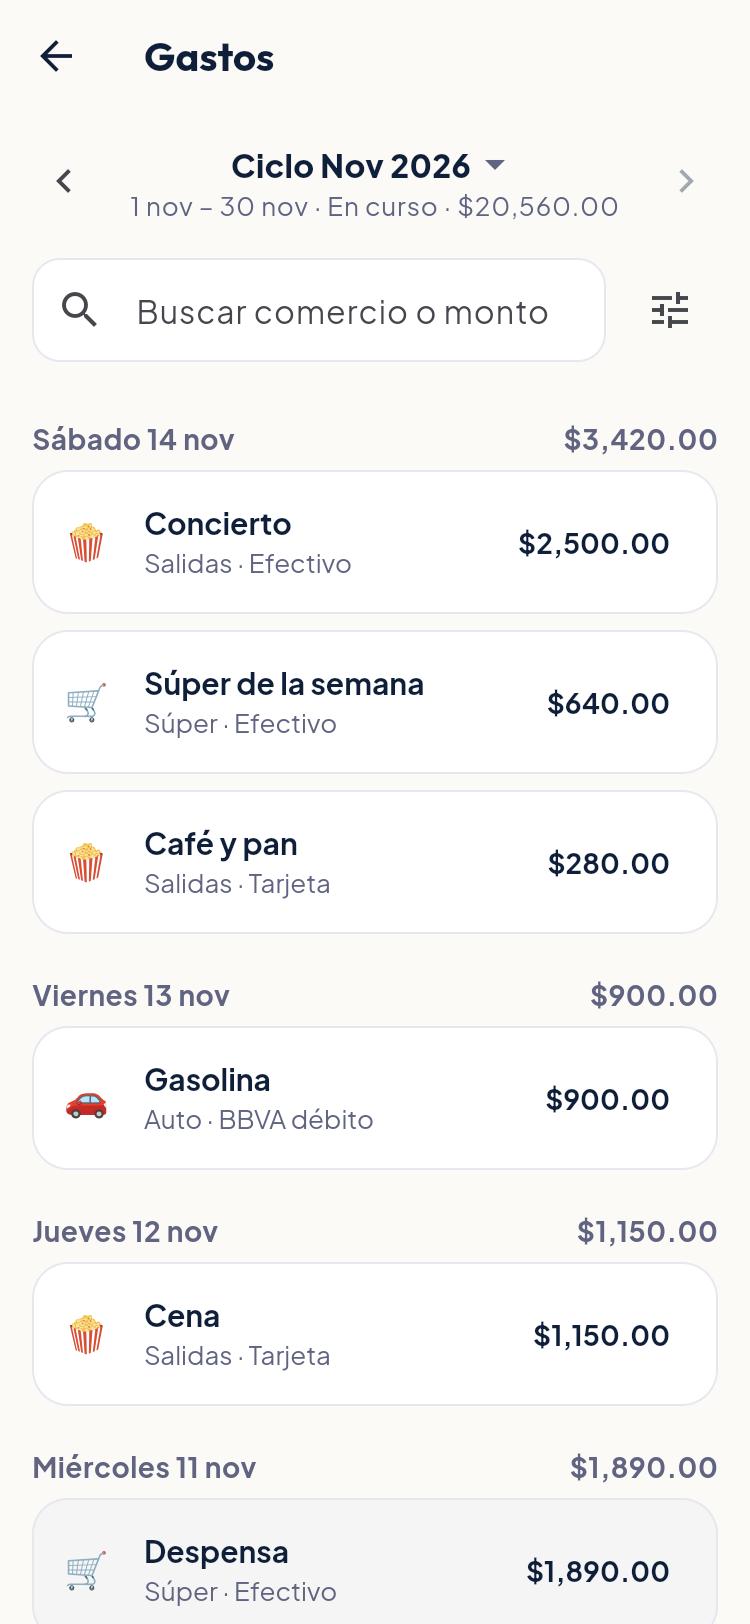 Gastos
Ciclo Nov 2026
1 nov – 30 nov · En curso · $20,560.00
Buscar comercio o monto
Sábado 14 nov $3,420.00
Concierto
Salidas · Efectivo
$2,500.00
Súper de la semana
Súper · Efectivo
$640.00
Café y pan
Salidas · Tarjeta
$280.00
Viernes 13 nov $900.00
Gasolina
Auto · BBVA débito
$900.00
Jueves 12 nov $1,150.00
Cena
Salidas · Tarjeta
$1,150.00
Miércoles 11 nov $1,890.00
Despensa
Súper · Efectivo
$1,890.00